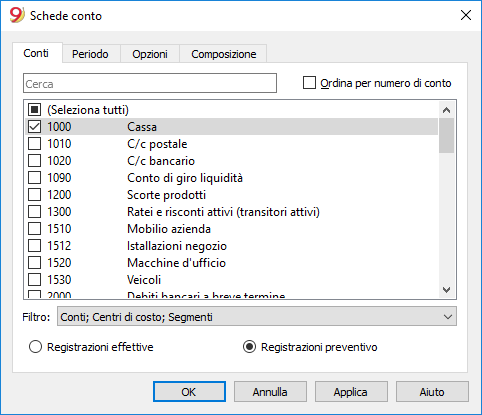 Schede conto
Conti Periodo Opzioni Composizione
Cerca Ordina per numero di conto
(Seleziona tutti)
1000 Cassa
1010 C/c postale
1020 C/c bancario
1090 Conto di giro liquidità
1200 Scorte prodotti
1300 Ratei e risconti attivi (transitori attivi)
1510 Mobilio azienda
1512 Istallazioni negozio
1520 Macchine d'ufficio
1530 Veicoli
2000 Debiti bancari a breve termine
Filtro: Conti; Centri di costo; Segmenti
Registrazioni effettive Registrazioni preventivo
OK Annulla Applica Aiuto